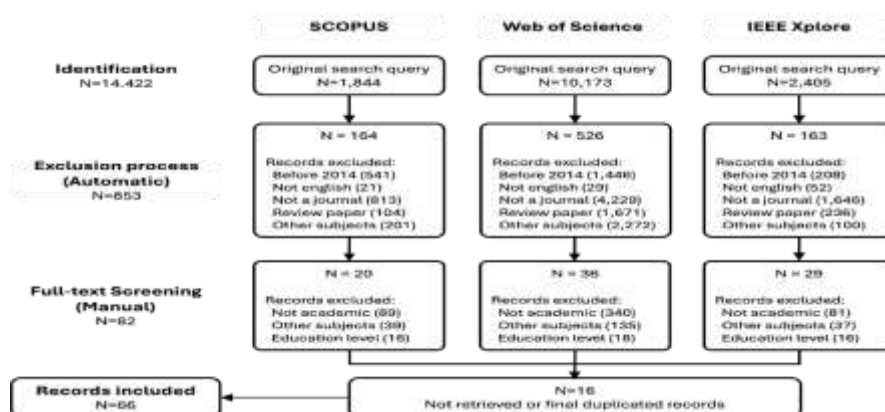 SCOPUS
Web of Science
IEEE Xplore
Identification
N=14.422
Original search query
N=1,844
Original search query
N=10,173
Original search query
N=2,405
Exclusion process
(Automatic)
N=853
N = 164
Records excluded:
Before 2014 (541)
Not english (21)
Not a journal (813)
Review paper (104)
Other subjects (201)
N = 526
Records excluded:
Before 2014 (1,446)
Not english (29)
Not a journal (4,229)
Review paper (1,671)
Other subjects (2,272)
N = 163
Records excluded:
Before 2014 (208)
Not english (52)
Not a journal (1,646)
Review paper (236)
Other subjects (100)
Full-text Screening
(Manual)
N=82
N = 20
Records excluded:
Not academic (89)
Other subjects (39)
Education level (16)
N = 36
Records excluded:
Not academic (340)
Other subjects (135)
Education level (18)
N = 29
Records excluded:
Not academic (81)
Other subjects (37)
Education level (16)
Records included
N=66
N=16
Not retrieved or final duplicated records